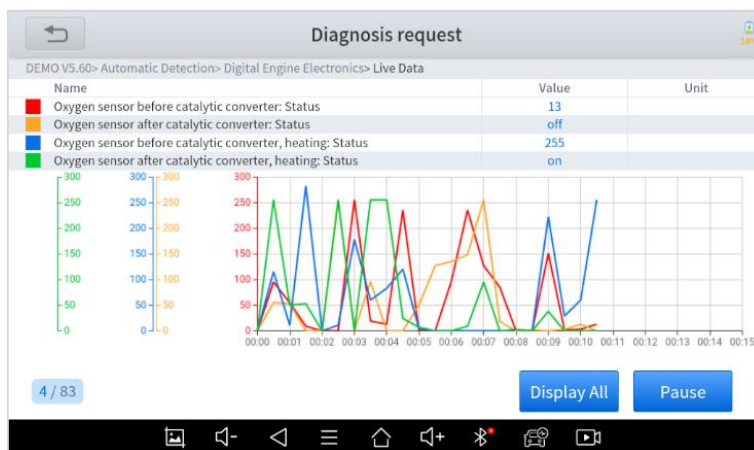 Diagnosis request
DEMO V5.60> Automatic Detection> Digital Engine Electronics> Live Data
Name Value Unit
Oxygen sensor before catalytic converter: Status 13
Oxygen sensor after catalytic converter: Status off
Oxygen sensor before catalytic converter, heating: Status 255
Oxygen sensor after catalytic converter, heating: Status on
300 300 300 300
250 250 250 250
200 200 200 200
150 150 150 150
100 100 100 100
50 50 50 50
0 0 0 0
00:00 00:01 00:02 00:03 00:04 00:05 00:06 00:07 00:08 00:09 00:10 00:11 00:12 00:13 00:14 00:15
4 / 83 Display All Pause